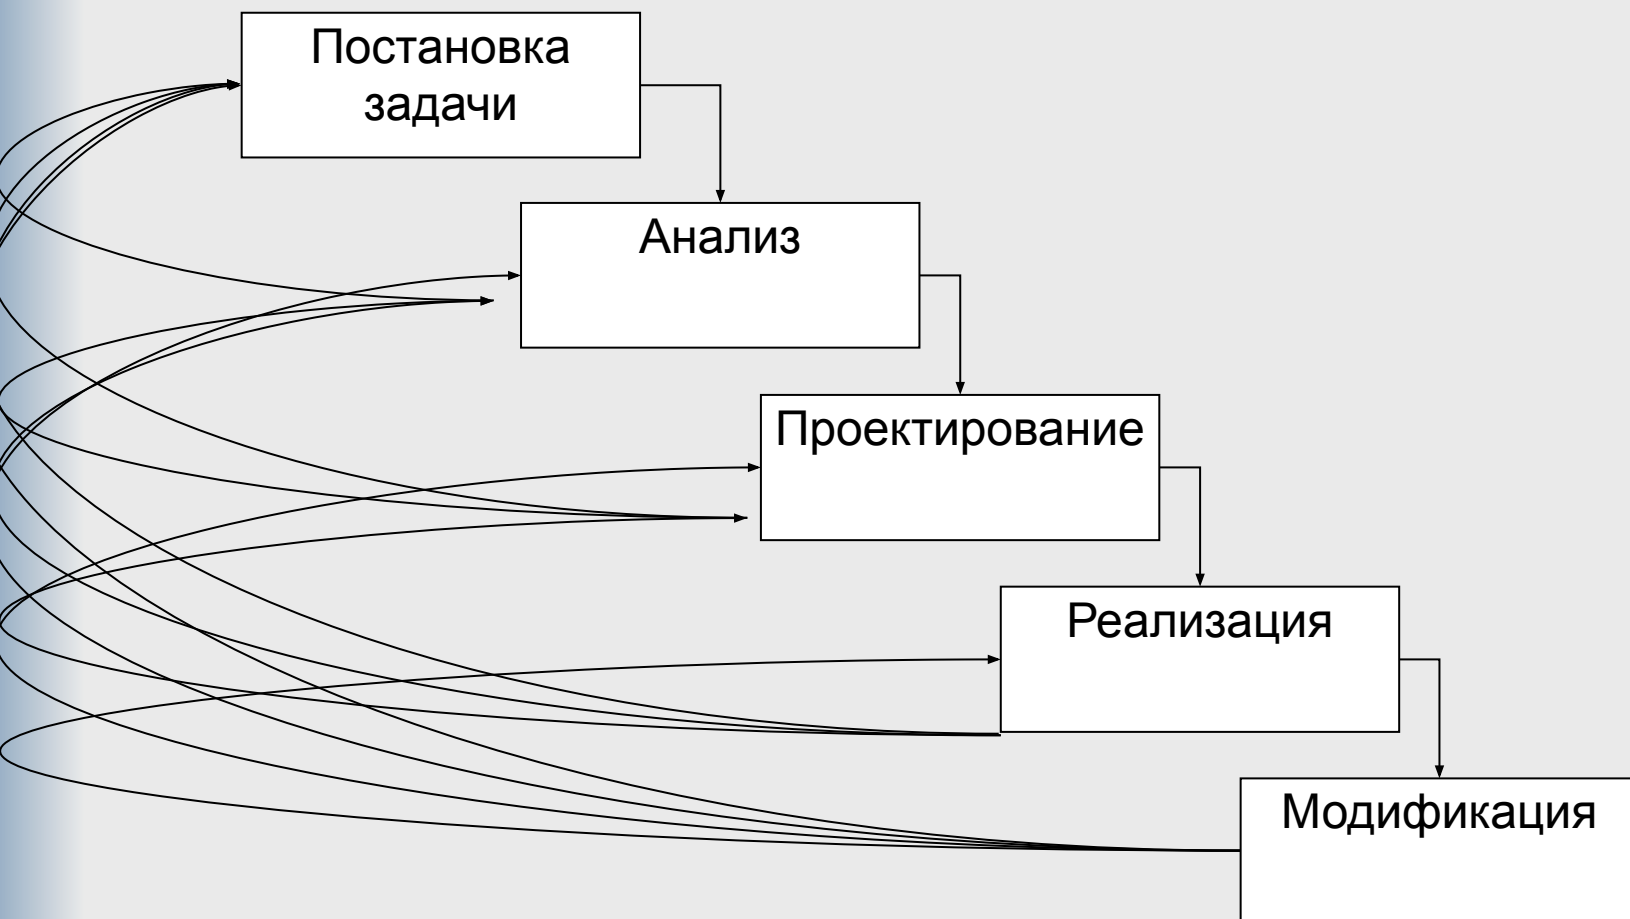 Постановка
задачи
Анализ
Проектирование
Реализация
Модификация